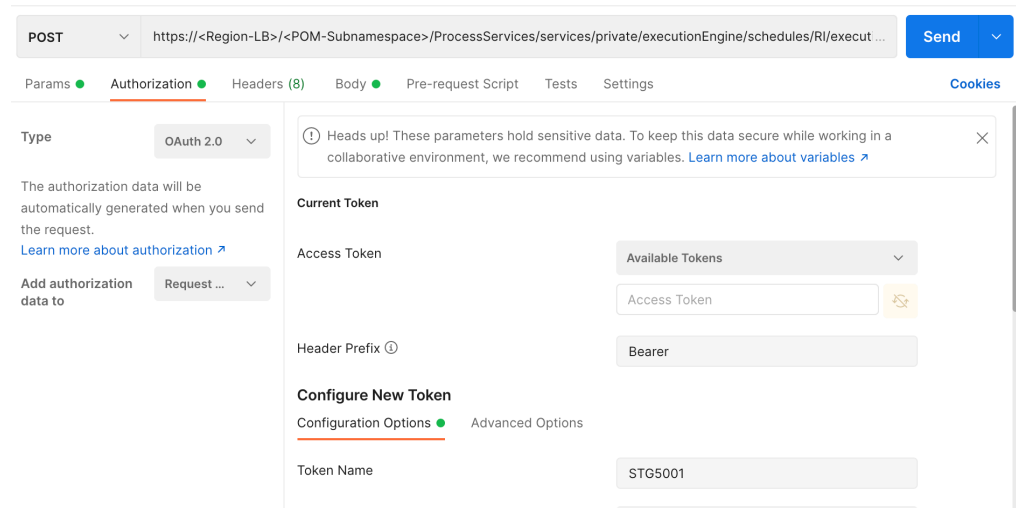 POST
https://<Region-LB>/<POM-Subnamespace>/ProcessServices/services/private/executionEngine/schedules/RI/execut ...
Send
Params
Authorization
Headers (8)
Body
Pre-request Script
Tests
Settings
Cookies
Type
OAuth 2.0
The authorization data will be
automatically generated when you send
the request.
Learn more about authorization ↗
Add authorization
data to
Request ...
Heads up! These parameters hold sensitive data. To keep this data secure while working in a
collaborative environment, we recommend using variables. Learn more about variables ↗
Current Token
Access Token
Available Tokens
Access Token
Header Prefix
Bearer
Configure New Token
Configuration Options
Advanced Options
Token Name
STG5001